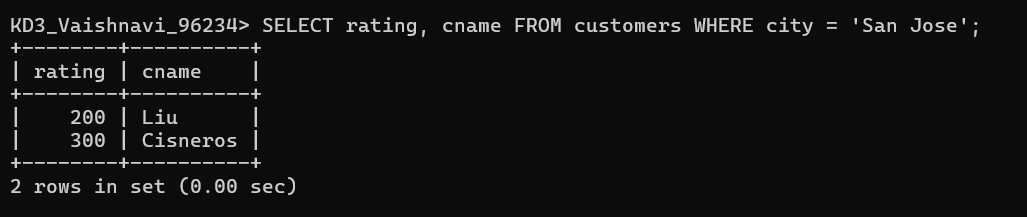 KD3_Vaishnavi_96234> SELECT rating, cname FROM customers WHERE city = 'San Jose';
+--------+----------+
| rating | cname    |
+--------+----------+
|    200 | Liu      |
|    300 | Cisneros |
+--------+----------+
2 rows in set (0.00 sec)